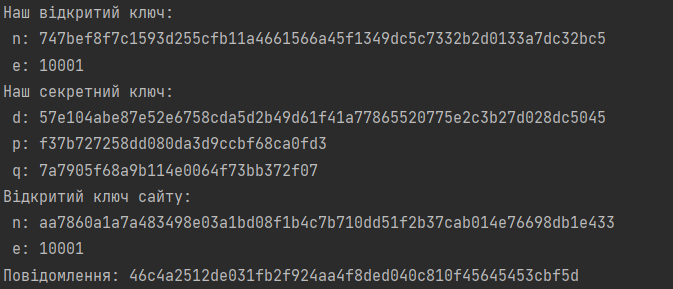 Наш відкритий ключ:
n: 747bef8f7c1593d255cfb11a4661566a45f1349dc5c7332b2d0133a7dc32bc5
e: 10001
Наш секретний ключ:
d: 57e104abe87e52e6758cda5d2b49d61f41a77865520775e2c3b27d028dc5045
p: f37b727258dd080da3d9ccbf68ca0fd3
q: 7a7905f68a9b114e0064f73bb372f07
Відкритий ключ сайту:
n: aa7860a1a7a483498e03a1bd08f1b4c7b710dd51f2b37cab014e76698db1e433
e: 10001
Повідомлення: 46c4a2512de031fb2f924aa4f8ded040c810f45645453cbf5d